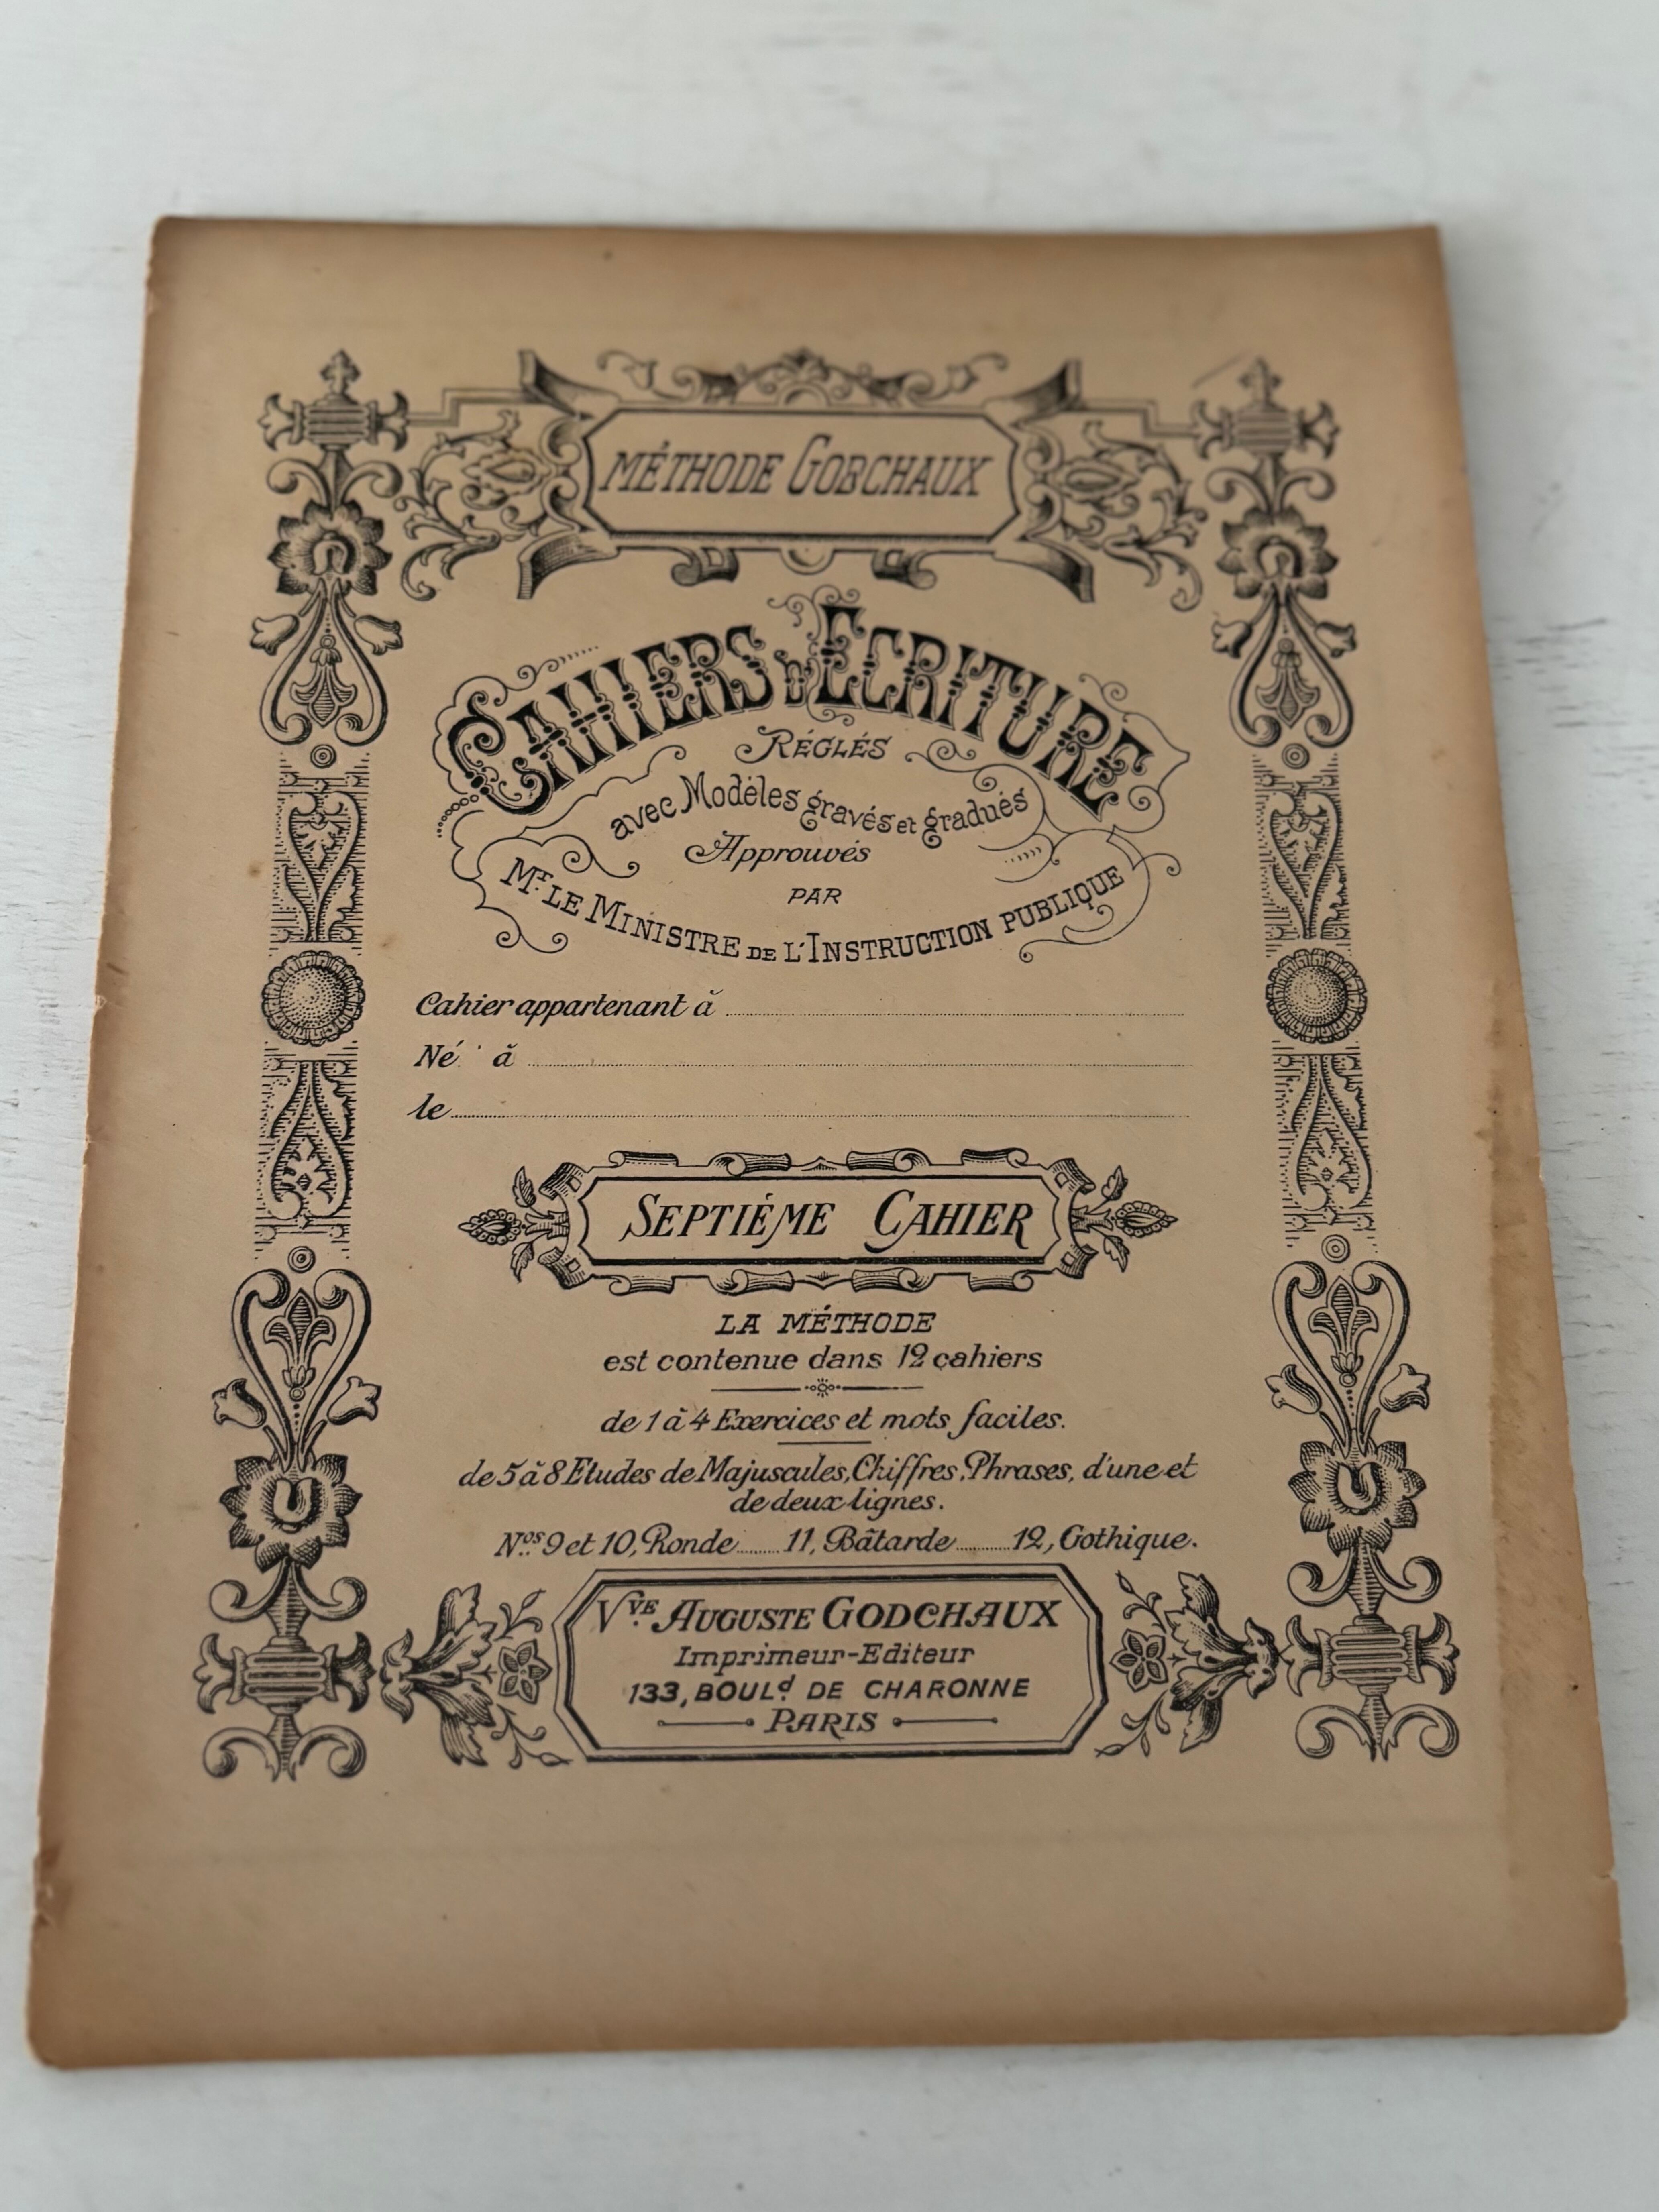 MÉTHODE GODCHAUX
CAHIERS D'ÉCRITURE
RÉGLÉS
avec Modèles gravés et gradués
Approuvés
PAR
Mr. LE MINISTRE DE L'INSTRUCTION PUBLIQUE
Cahier appartenant à
Né à
le
SEPTIÉME CAHIER
LA MÉTHODE
est contenue dans 12 cahiers
de 1 à 4 Exercices et mots faciles.
de 5 à 8 Etudes de Majuscules, Chiffres, Phrases, d'une et
de deux lignes.
Nos 9 et 10, Ronde........ 11, Bâtarde.......... 12, Gothique.
VVE AUGUSTE GODCHAUX
Imprimeur-Editeur
133, BOULd DE CHARONNE
PARIS